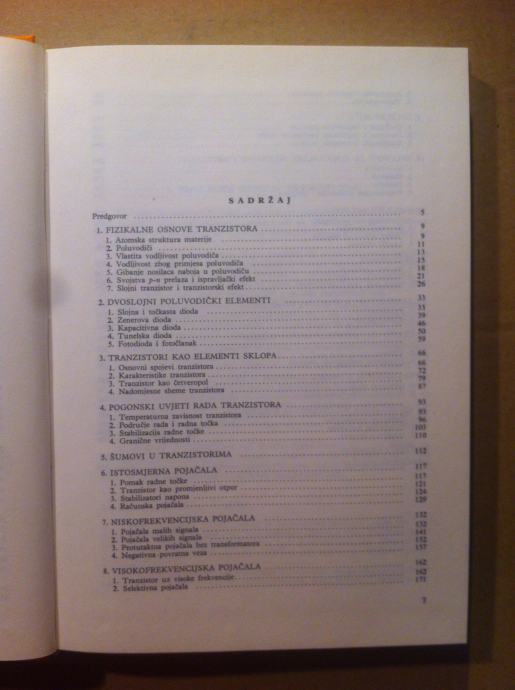 SADRŽAJ
Predgovor 5
1. FIZIKALNE OSNOVE TRANZISTORA 9
1. Atomska struktura materije 9
2. Poluvodiči 11
3. Vlastita vodljivost poluvodiča 13
4. Vodljivost zbog primjesa poluvodiča 15
5. Gibanje nosilaca naboja u poluvodiču 18
6. Svojstva p-n prelaza i ispravljački efekt 21
7. Slojni tranzistor i tranzistorski efekt 26
2. DVOSLOJNI POLUVODIČKI ELEMENTI 33
1. Slojna i točkasta dioda 33
2. Zenerova dioda 39
3. Kapacitivna dioda 46
4. Tunelska dioda 50
5. Fotodioda i fotočlanak 59
3. TRANZISTORI KAO ELEMENTI SKLOPA 66
1. Osnovni spojevi tranzistora 66
2. Karakteristike tranzistora 72
3. Tranzistor kao četveropol 79
4. Nadomjesne sheme tranzistora 87
4. POGONSKI UVJETI RADA TRANZISTORA 93
1. Temperaturna zavisnost tranzistora 93
2. Područje rada i radna točka 96
3. Stabilizacija radne točke 103
4. Granične vrijednosti 110
5. ŠUMOVI U TRANZISTORIMA 112
6. ISTOSMJERNA POJAČALA 117
1. Pomak radne točke 117
2. Tranzistor kao promjenljivi otpor 121
3. Stabilizatori napona 124
4. Računska pojačala 129
7. NISKOFREKVENCIJSKA POJAČALA 132
1. Pojačala malih signala 132
2. Pojačala velikih signala 141
3. Protutaktna pojačala bez transformatora 152
4. Negativna povratna veza 157
8. VISOKOFREKVENCIJSKA POJAČALA 162
1. Tranzistor uz visoke frekvencije 162
2. Selektivna pojačala 171
7